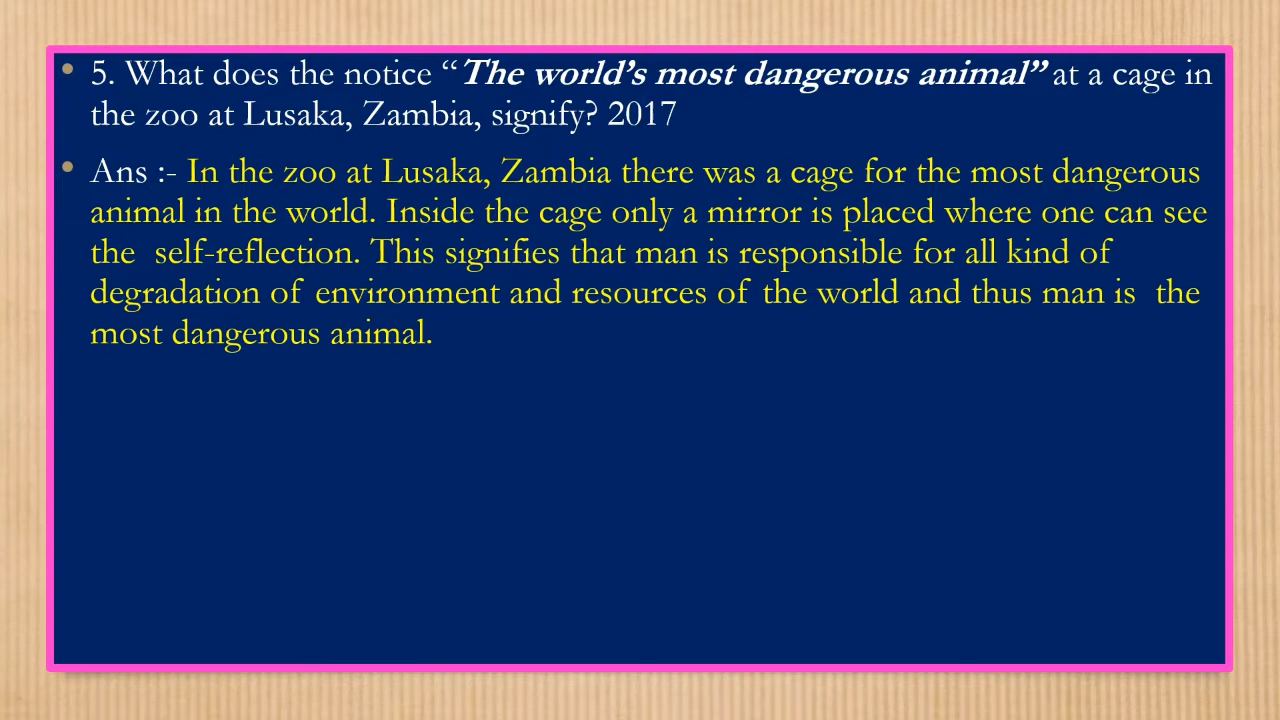 • 5. What does the notice “The world’s most dangerous animal” at a cage in
the zoo at Lusaka, Zambia, signify? 2017
• Ans :- In the zoo at Lusaka, Zambia there was a cage for the most dangerous
animal in the world. Inside the cage only a mirror is placed where one can see
the  self-reflection. This signifies that man is responsible for all kind of
degradation of environment and resources of the world and thus man is  the
most dangerous animal.